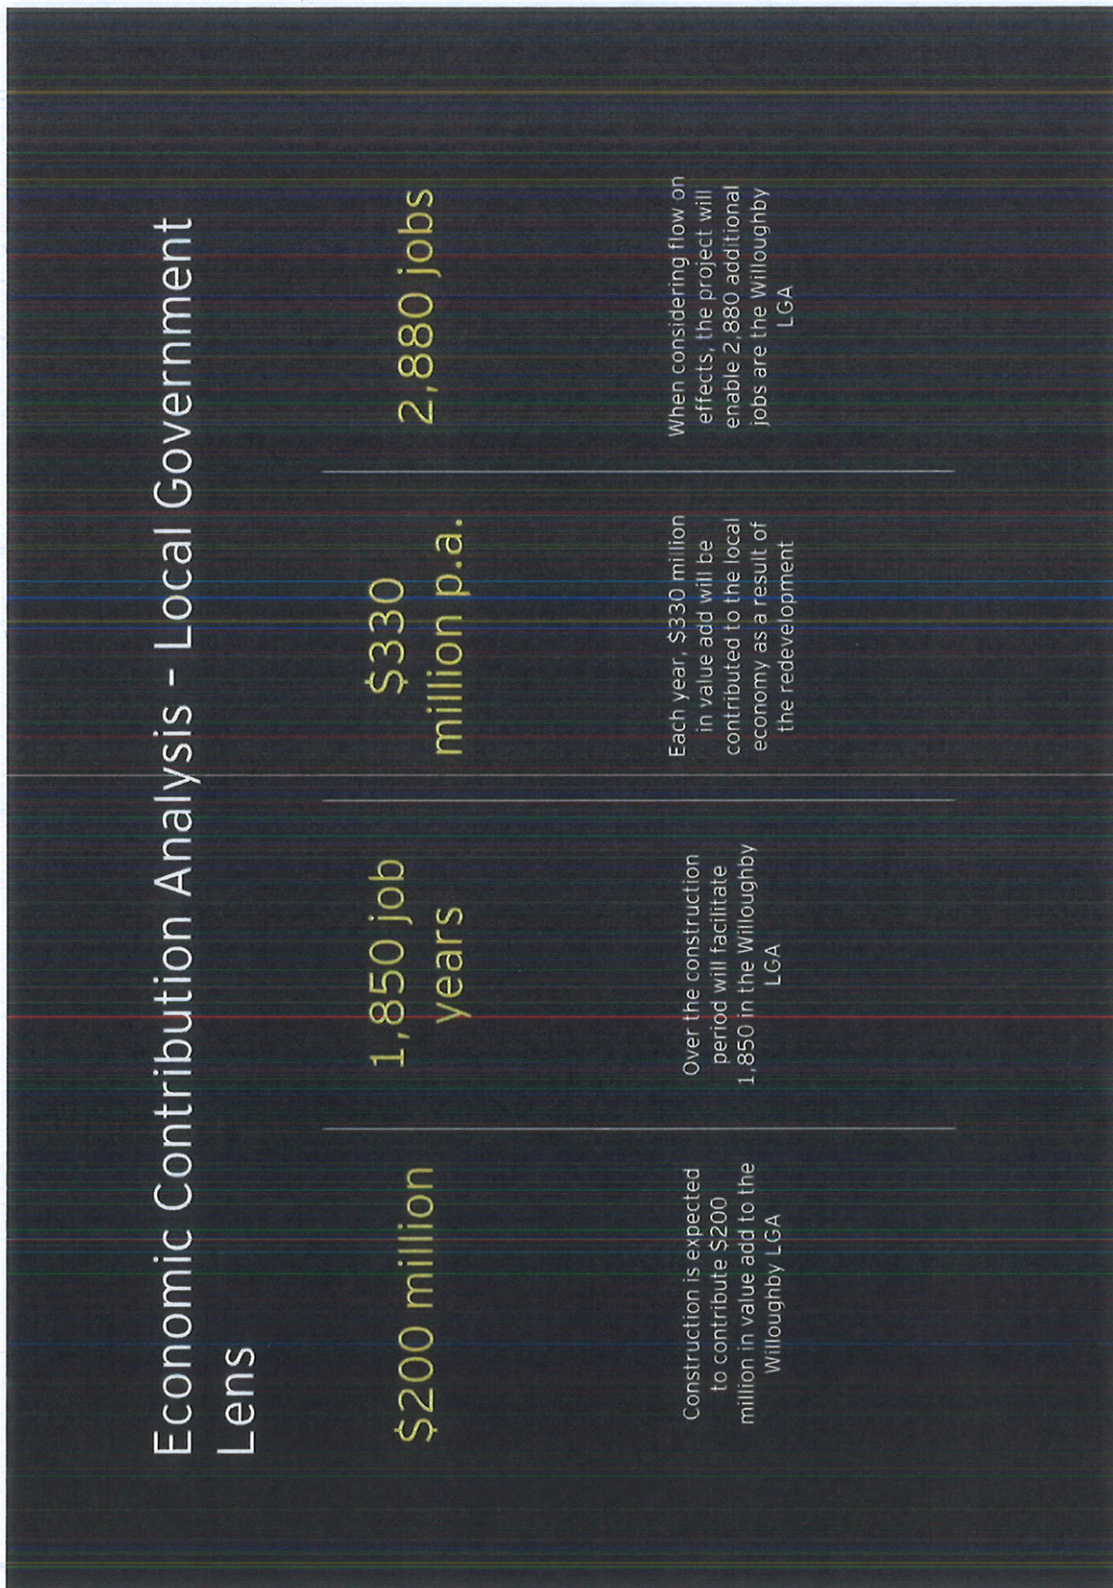 Economic Contribution Analysis - Local Government
Lens
$200 million
Construction is expected
to contribute $200
million in value add to the
Willoughby LGA
1,850 job
years
Over the construction
period will facilitate
1,850 in the Willoughby
LGA
$330
million p.a.
Each year, $330 million
in value add will be
contributed to the local
economy as a result of
the redevelopment
2,880 jobs
When considering flow on
effects, the project will
enable 2,880 additional
jobs are the Willoughby
LGA